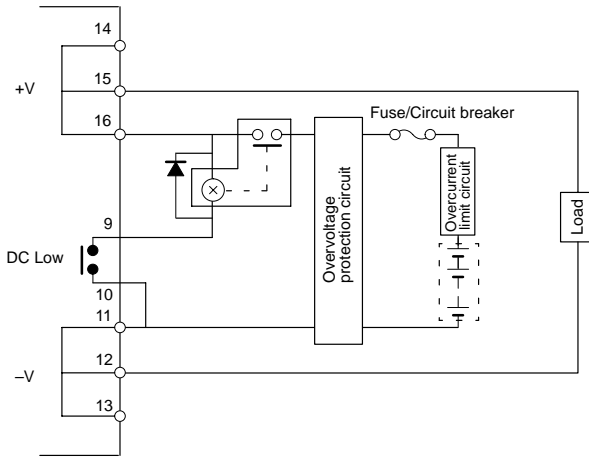 14
15
+V
16
Fuse/Circuit breaker
Overvoltage
protection circuit
Overcurrent
limit circuit
Load
9
DC Low
10
11
12
–V
13